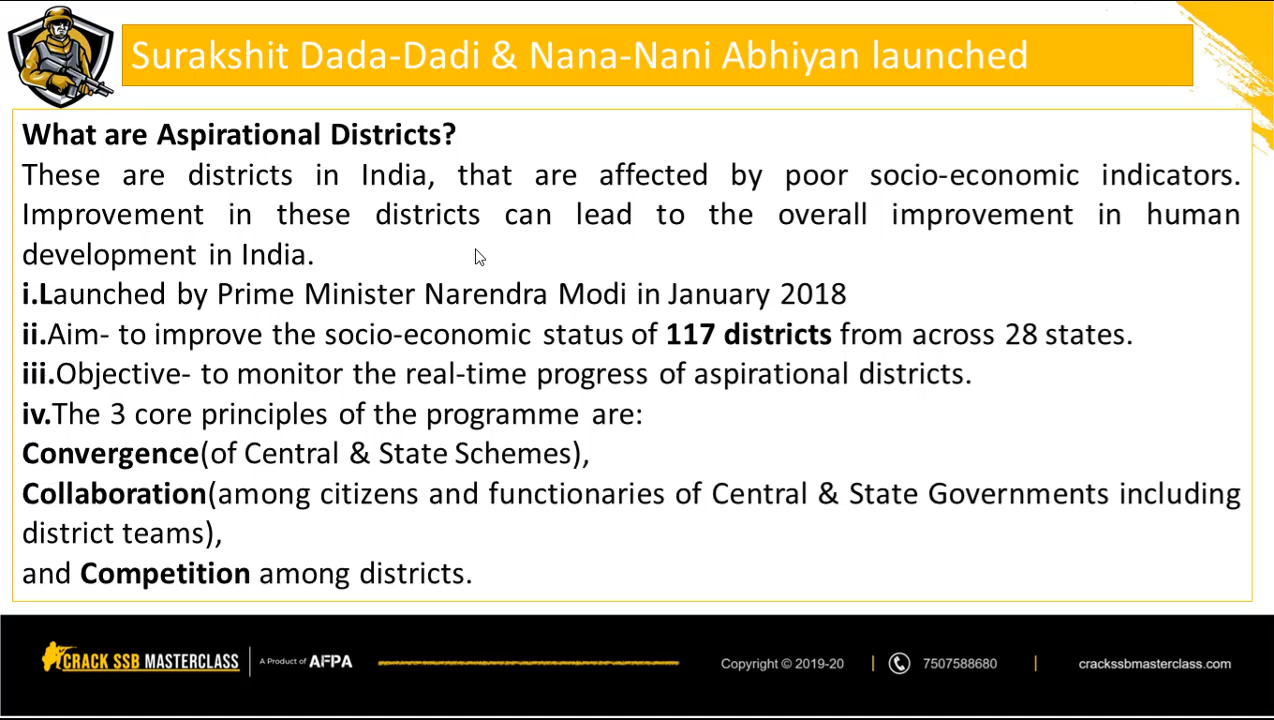 Surakshit Dada-Dadi & Nana-Nani Abhiyan launched
What are Aspirational Districts?
These are districts in India, that are affected by poor socio-economic indicators.
Improvement in these districts can lead to the overall improvement in human
development in India.
i.Launched by Prime Minister Narendra Modi in January 2018
ii.Aim- to improve the socio-economic status of 117 districts from across 28 states.
iii.Objective- to monitor the real-time progress of aspirational districts.
iv.The 3 core principles of the programme are:
Convergence(of Central & State Schemes),
Collaboration(among citizens and functionaries of Central & State Governments including
district teams),
and Competition among districts.
CRACK SSB MASTERCLASS | A Product of AFPA Copyright © 2019-20 | 7507588680 | crackssbmasterclass.com